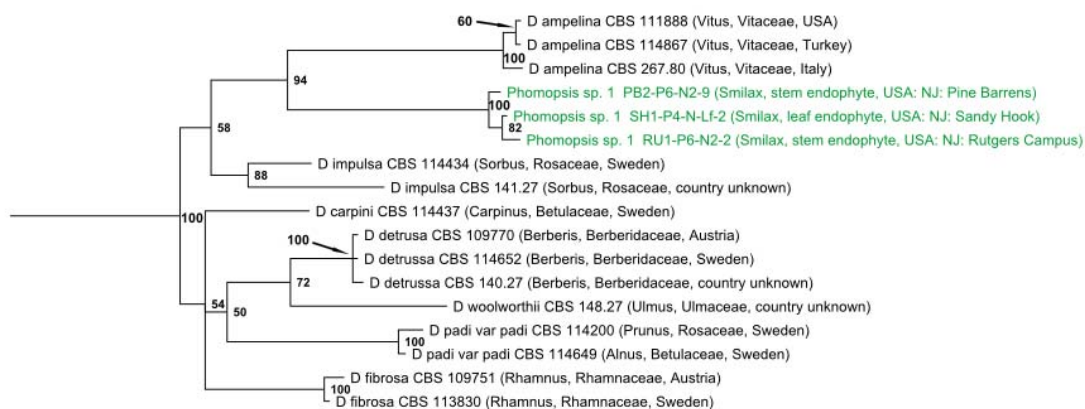 60
D ampelina CBS 111888 (Vitus, Vitaceae, USA)
D ampelina CBS 114867 (Vitus, Vitaceae, Turkey)
100
D ampelina CBS 267.80 (Vitus, Vitaceae, Italy)
94
Phomopsis sp. 1 PB2-P6-N2-9 (Smilax, stem endophyte, USA: NJ: Pine Barrens)
100
Phomopsis sp. 1 SH1-P4-N-Lf-2 (Smilax, leaf endophyte, USA: NJ: Sandy Hook)
58
82
Phomopsis sp. 1 RU1-P6-N2-2 (Smilax, stem endophyte, USA: NJ: Rutgers Campus)
D impulsa CBS 114434 (Sorbus, Rosaceae, Sweden)
88
D impulsa CBS 141.27 (Sorbus, Rosaceae, country unknown)
D carpini CBS 114437 (Carpinus, Betulaceae, Sweden)
100
D detrusa CBS 109770 (Berberis, Berberidaceae, Austria)
100
D detrussa CBS 114652 (Berberis, Berberidaceae, Sweden)
72
D detrussa CBS 140.27 (Berberis, Berberidaceae, country unknown)
54
D woolworthii CBS 148.27 (Ulmus, Ulmaceae, country unknown)
50
D padi var padi CBS 114200 (Prunus, Rosaceae, Sweden)
100
D padi var padi CBS 114649 (Alnus, Betulaceae, Sweden)
D fibrosa CBS 109751 (Rhamnus, Rhamnaceae, Austria)
100
D fibrosa CBS 113830 (Rhamnus, Rhamnaceae, Sweden)